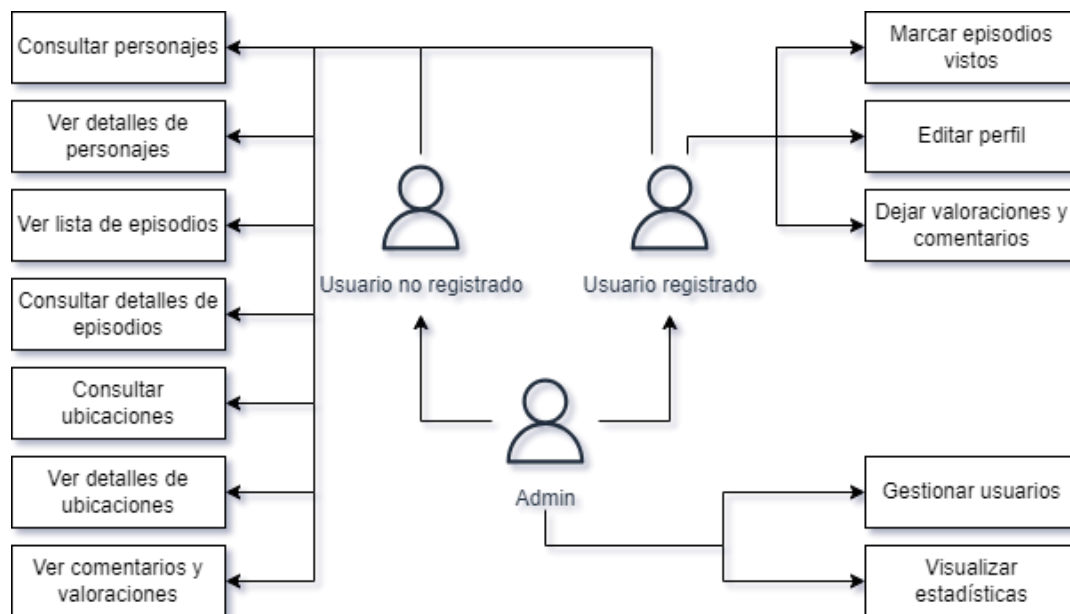 Consultar personajes
Ver detalles de
personajes
Ver lista de episodios
Consultar detalles de
episodios
Consultar
ubicaciones
Ver detalles de
ubicaciones
Ver comentarios y
valoraciones
Usuario no registrado
Usuario registrado
Admin
Marcar episodios
vistos
Editar perfil
Dejar valoraciones y
comentarios
Gestionar usuarios
Visualizar
estadísticas